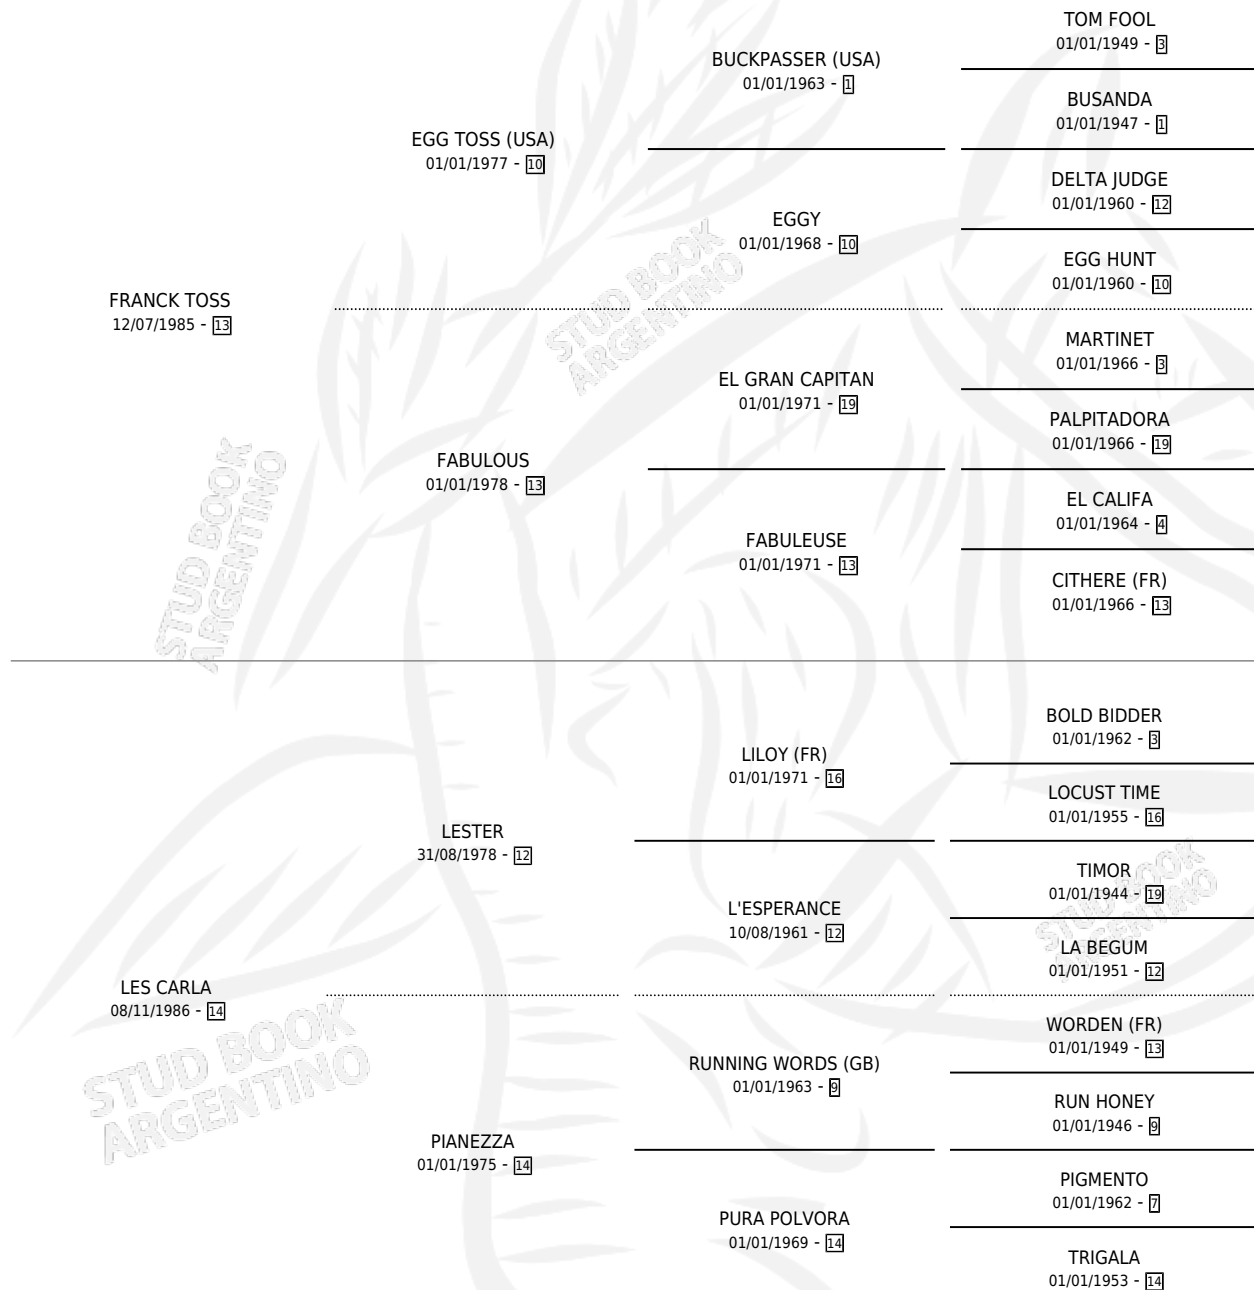 TOM FOOL
01/01/1949 - 3
BUCKPASSER (USA)
01/01/1963 - 1
BUSANDA
01/01/1947 - 1
EGG TOSS (USA)
01/01/1977 - 10
DELTA JUDGE
01/01/1960 - 12
EGGY
01/01/1968 - 10
EGG HUNT
01/01/1960 - 10
FRANCK TOSS
12/07/1985 - 13
STUD BOOK
ARGENTINO
MARTINET
01/01/1966 - 3
EL GRAN CAPITAN
01/01/1971 - 19
PALPITADORA
01/01/1966 - 19
FABULOUS
01/01/1978 - 13
EL CALIFA
01/01/1964 - 4
FABULEUSE
01/01/1971 - 13
CITHERE (FR)
01/01/1966 - 13
STUD BOOK
ARGENTINO
BOLD BIDDER
01/01/1962 - 3
LILOY (FR)
01/01/1971 - 16
LOCUST TIME
01/01/1955 - 16
LESTER
31/08/1978 - 12
TIMOR
01/01/1944 - 19
L'ESPERANCE
10/08/1961 - 12
STUD BOOK
ARGENTINO
LA BEGUM
01/01/1951 - 12
LES CARLA
08/11/1986 - 14
STUD BOOK
ARGENTINO
WORDEN (FR)
01/01/1949 - 13
RUNNING WORDS (GB)
01/01/1963 - 9
RUN HONEY
01/01/1946 - 9
PIANEZZA
01/01/1975 - 14
PIGMENTO
01/01/1962 - 7
PURA POLVORA
01/01/1969 - 14
TRIGALA
01/01/1953 - 14